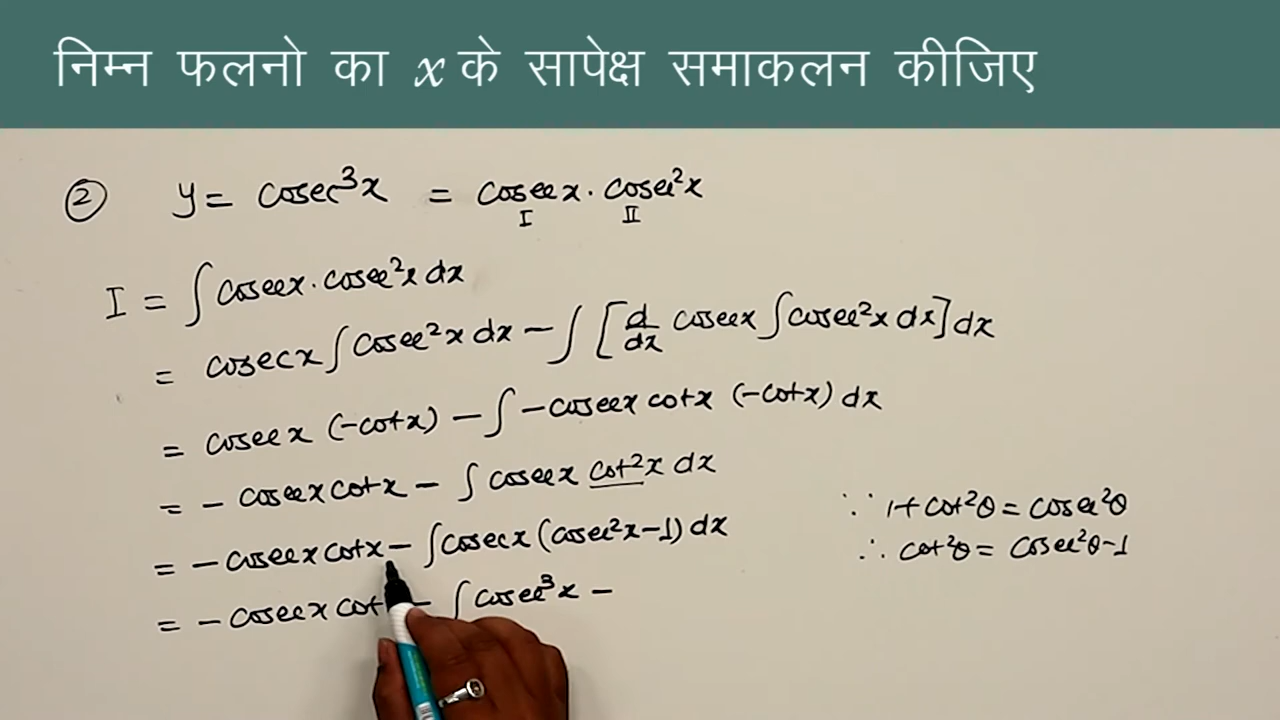 निम्न फलनो का x के सापेक्ष समाकलन कीजिए
② y = cosec³x = cosecx · cosec²x
I II
I = ∫ cosecx · cosec²x dx
= cosecx ∫ cosec²x dx − ∫ [d/dx cosecx ∫ cosec²x dx] dx
= cosecx (−cotx) − ∫ −cosecx cotx (−cotx) dx
= − cosecx cotx − ∫ cosecx cot²x dx
= − cosecx cotx − ∫ cosecx (cosec²x−1) dx
= − cosecx cot − ∫ cosec³x −
∵ 1+cot²θ = cosec²θ
∴ cot²θ = cosec²θ−1